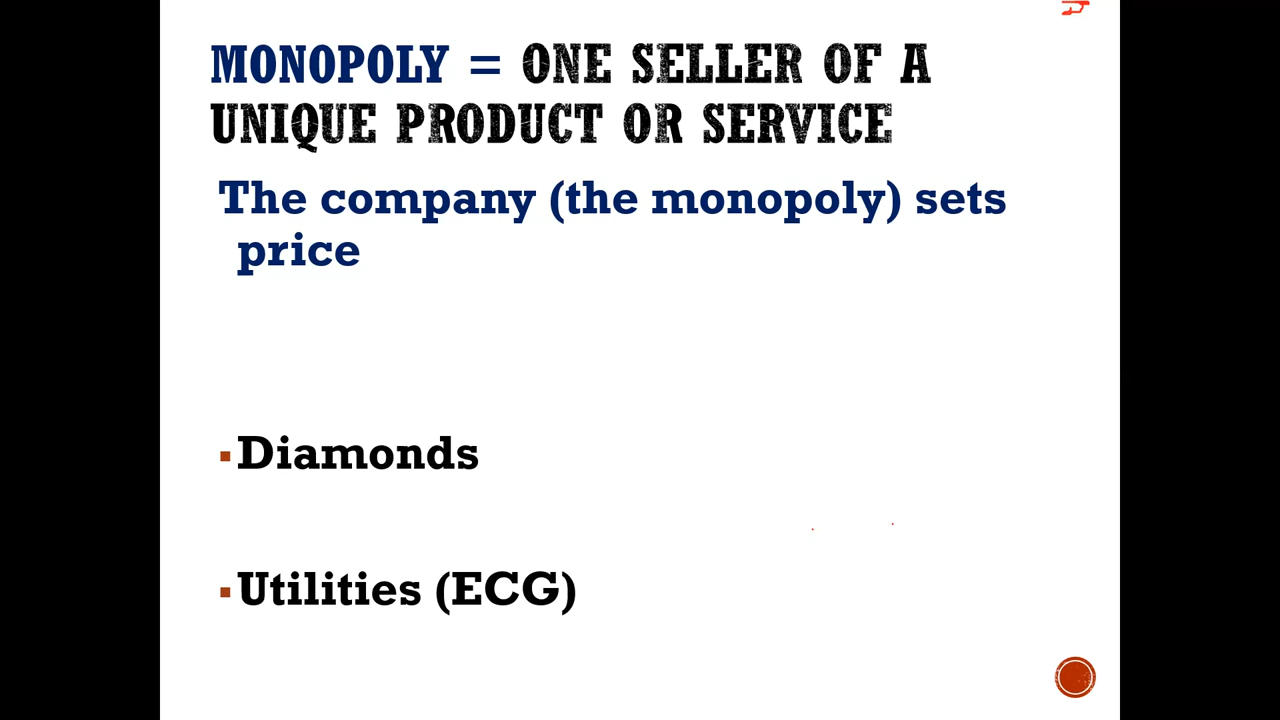 MONOPOLY = ONE SELLER OF A
UNIQUE PRODUCT OR SERVICE
The company (the monopoly) sets
price
▪Diamonds
▪Utilities (ECG)